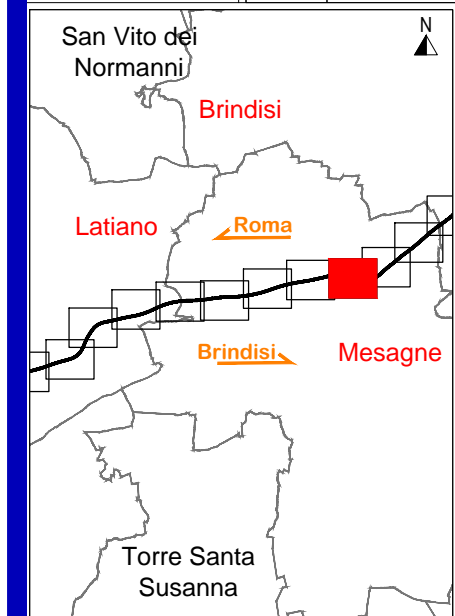 San Vito dei
Normanni
N
Brindisi
Latiano
Roma
Brindisi
Mesagne
Torre Santa
Susanna